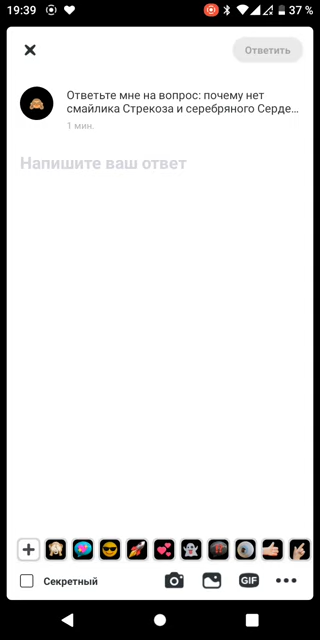 19:39
37 %
Ответить
Ответьте мне на вопрос: почему нет
смайлика Стрекоза и серебряного Серде...
1 мин.
Напишите ваш ответ
Секретный
GIF